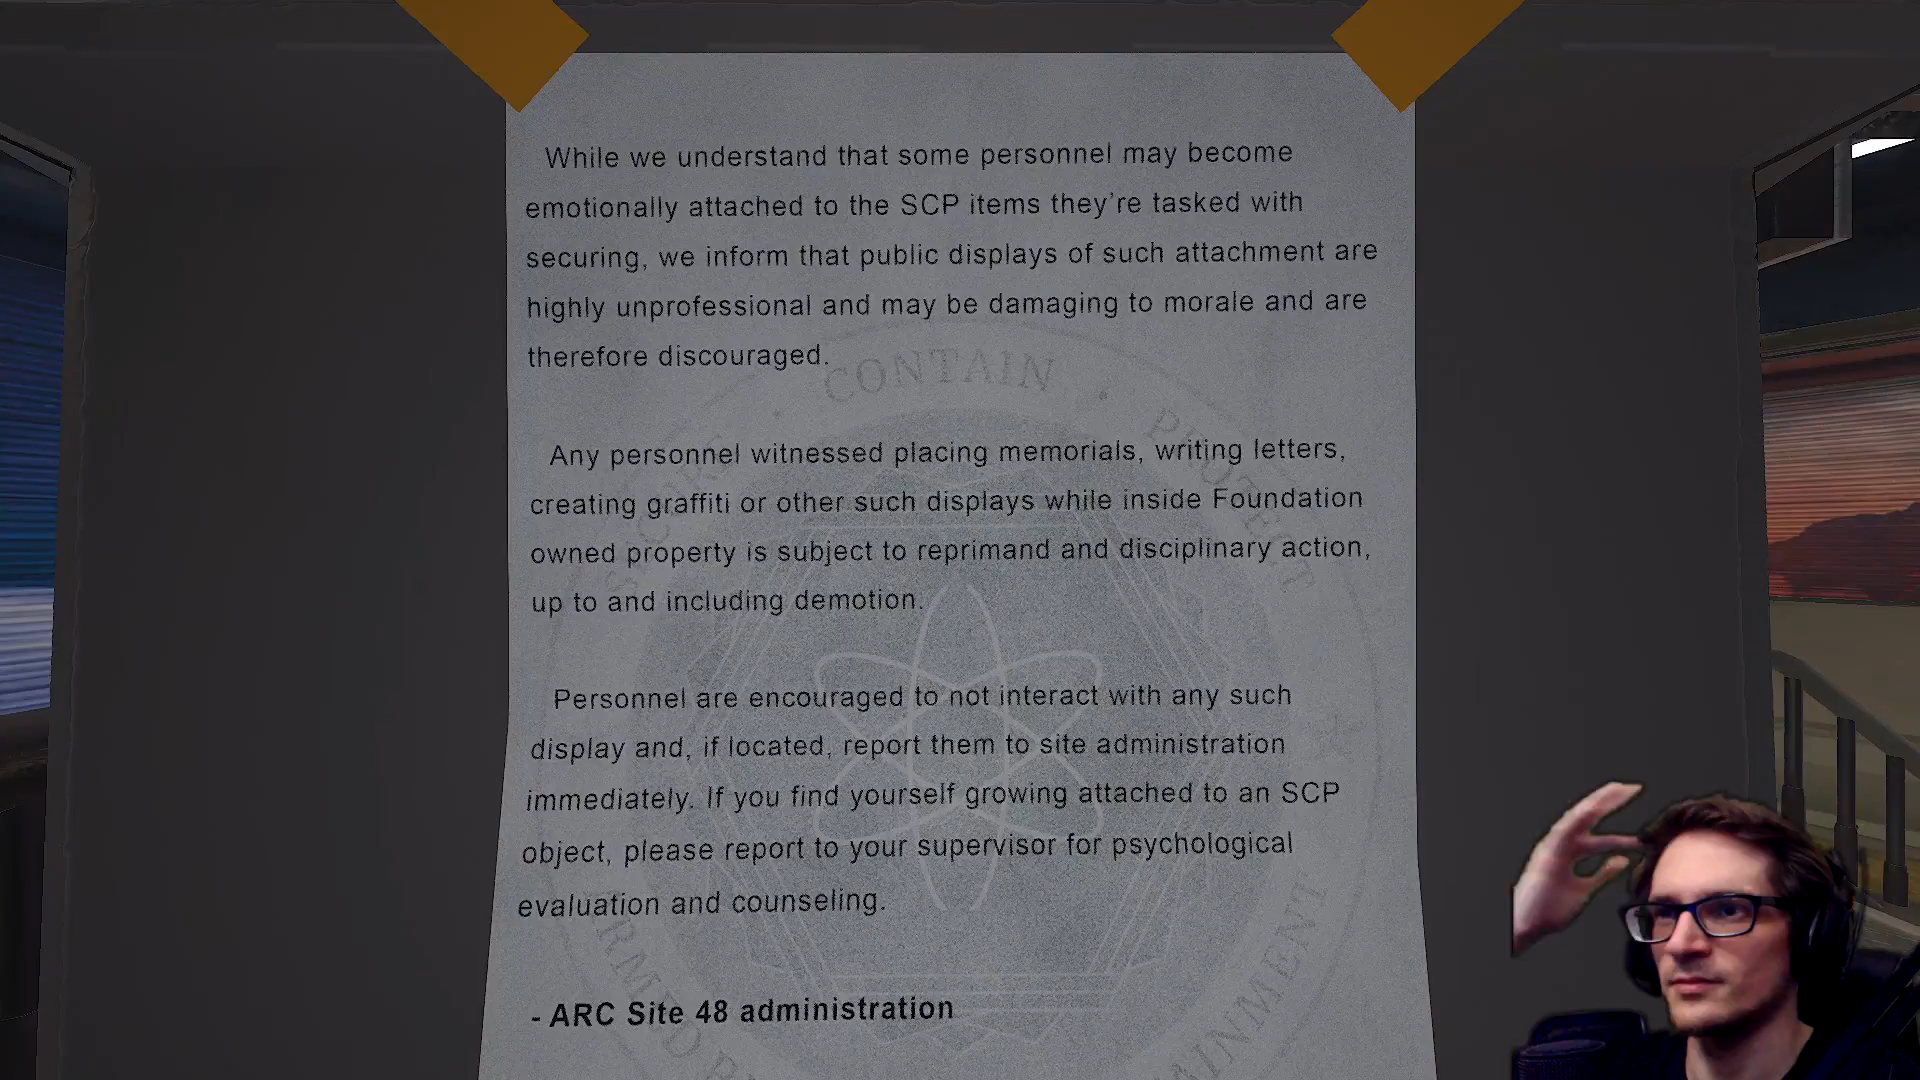 While we understand that some personnel may become
emotionally attached to the SCP items they're tasked with
securing, we inform that public displays of such attachment are
highly unprofessional and may be damaging to morale and are
therefore discouraged.
CONTAIN
PROTECT
Any personnel witnessed placing memorials, writing letters,
creating graffiti or other such displays while inside Foundation
owned property is subject to reprimand and disciplinary action,
up to and including demotion.
Personnel are encouraged to not interact with any such
display and, if located, report them to site administration
immediately. If you find yourself growing attached to an SCP
object, please report to your supervisor for psychological
evaluation and counseling.
- ARC Site 48 administration